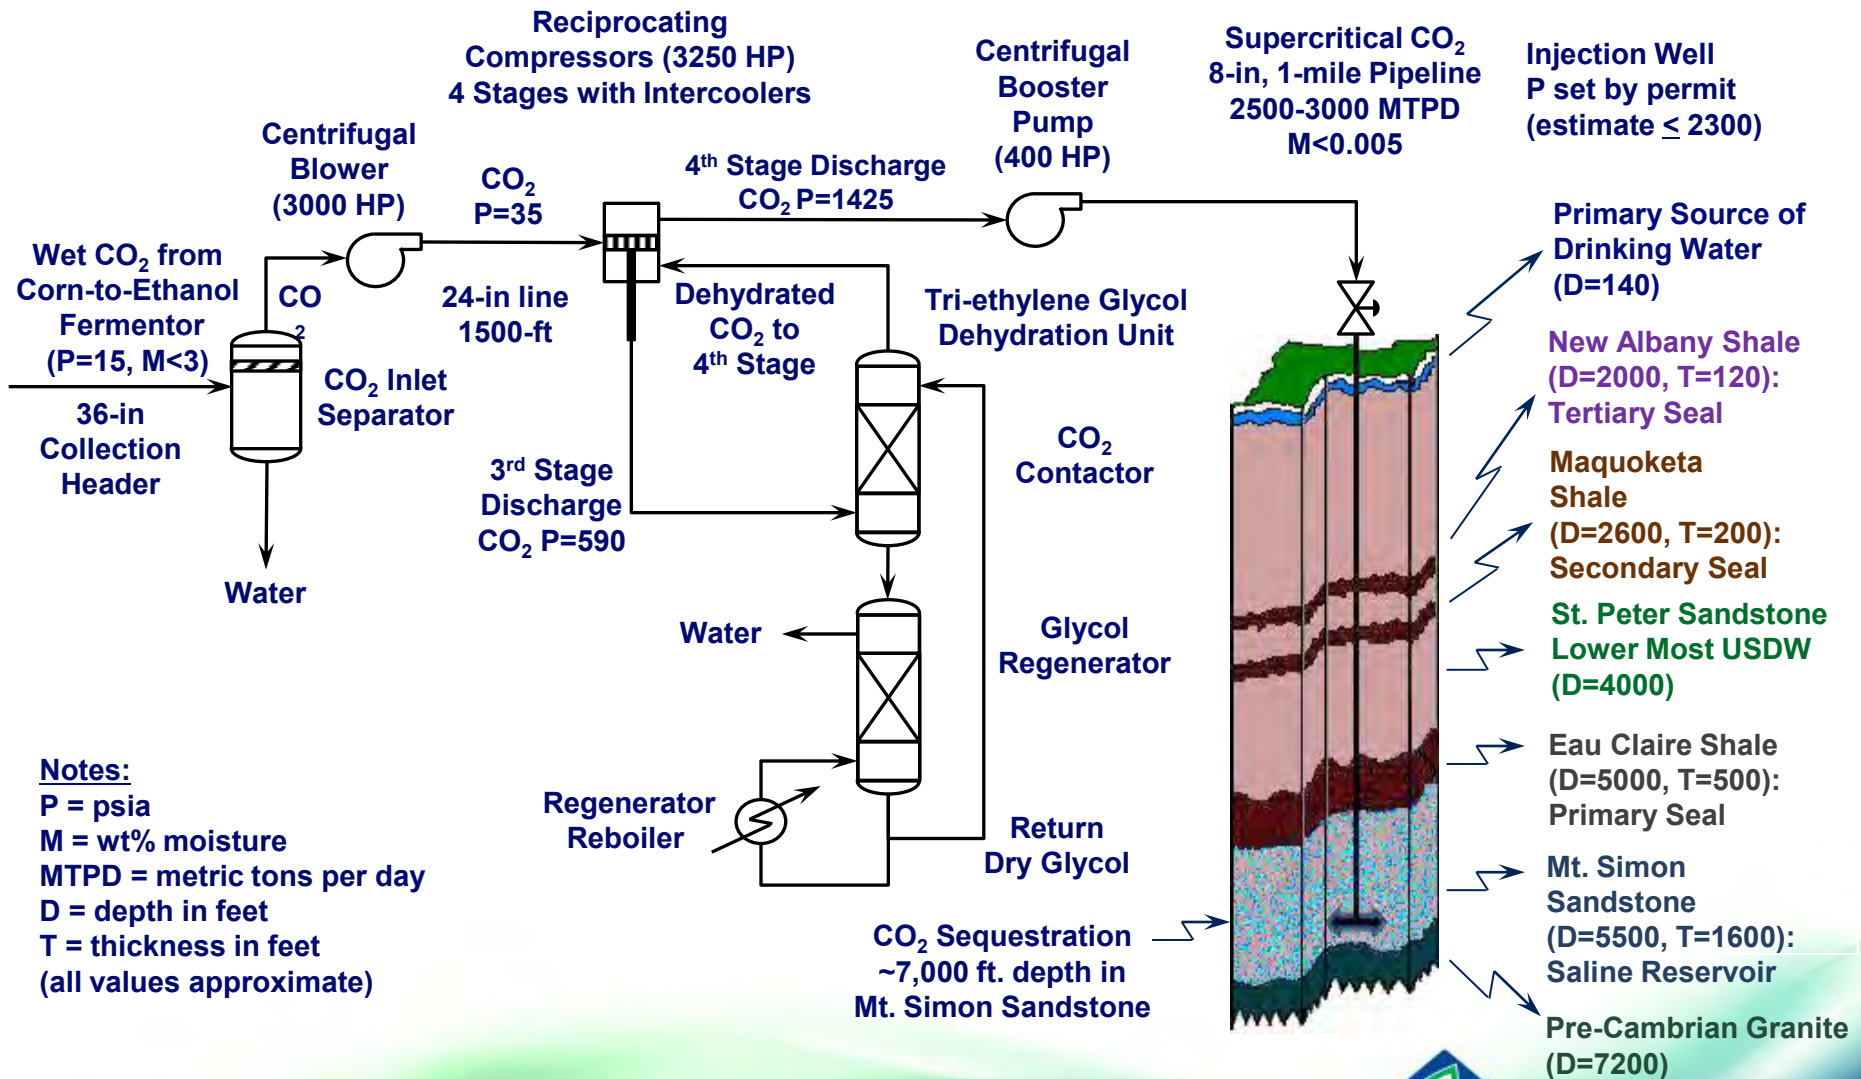 Reciprocating
Compressors (3250 HP)
4 Stages with Intercoolers
Centrifugal
Booster
Pump
(400 HP)
Supercritical CO2
8-in, 1-mile Pipeline
2500-3000 MTPD
M<0.005
Injection Well
P set by permit
(estimate ≤ 2300)
Centrifugal
Blower
(3000 HP)
CO2
P=35
4th Stage Discharge
CO2 P=1425
Wet CO2 from
Corn-to-Ethanol
Fermentor
(P=15, M<3)
CO
2
24-in line
1500-ft
Dehydrated
CO2 to
4th Stage
Tri-ethylene Glycol
Dehydration Unit
36-in
Collection
Header
CO2 Inlet
Separator
Water
3rd Stage
Discharge
CO2 P=590
CO2
Contactor
Water
Glycol
Regenerator
Regenerator
Reboiler
Return
Dry Glycol
Primary Source of
Drinking Water
(D=140)
New Albany Shale
(D=2000, T=120):
Tertiary Seal
Maquoketa
Shale
(D=2600, T=200):
Secondary Seal
St. Peter Sandstone
Lower Most USDW
(D=4000)
Eau Claire Shale
(D=5000, T=500):
Primary Seal
Mt. Simon
Sandstone
(D=5500, T=1600):
Saline Reservoir
Pre-Cambrian Granite
(D=7200)
CO2 Sequestration
~7,000 ft. depth in
Mt. Simon Sandstone
Notes:
P = psia
M = wt% moisture
MTPD = metric tons per day
D = depth in feet
T = thickness in feet
(all values approximate)